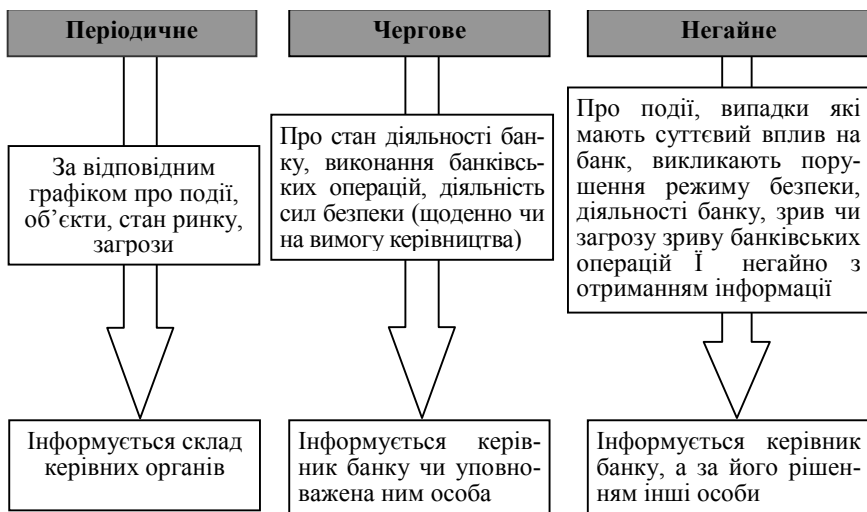 Періодичне
За відповідним
графіком про події,
об’єкти, стан ринку,
загрози
Інформується склад
керівних органів
Чергове
Про стан діяльності бан-
ку, виконання банківсь-
ких операцій, діяльність
сил безпеки (щоденно чи
на вимогу керівництва)
Інформується керів-
ник банку чи уповно-
важена ним особа
Негайне
Про події, випадки які
мають суттєвий вплив на
банк, викликають пору-
шення режиму безпеки,
діяльності банку, зрив чи
загрозу зриву банківських
операцій Ї негайно з
отриманням інформації
Інформується керівник
банку, а за його рішен-
ням інші особи